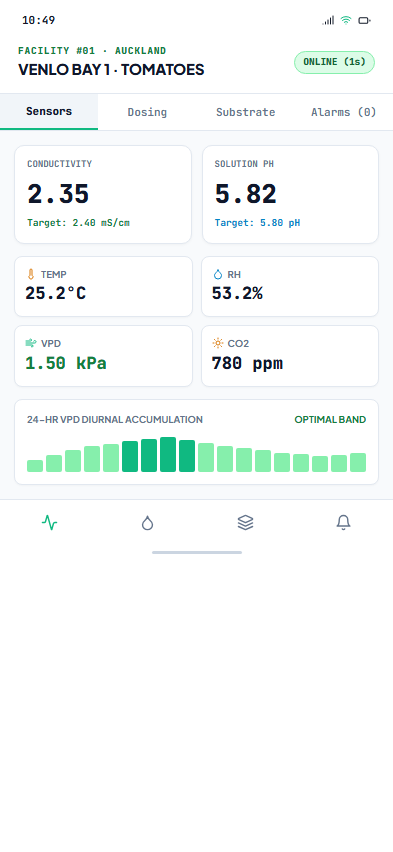 10:49
FACILITY #01 · AUCKLAND
VENLO BAY 1 · TOMATOES
ONLINE (1s)
Sensors
Dosing
Substrate
Alarms (0)
CONDUCTIVITY
2.35
Target: 2.40 mS/cm
SOLUTION PH
5.82
Target: 5.80 pH
TEMP
25.2°C
RH
53.2%
VPD
1.50 kPa
CO2
780 ppm
24-HR VPD DIURNAL ACCUMULATION
OPTIMAL BAND